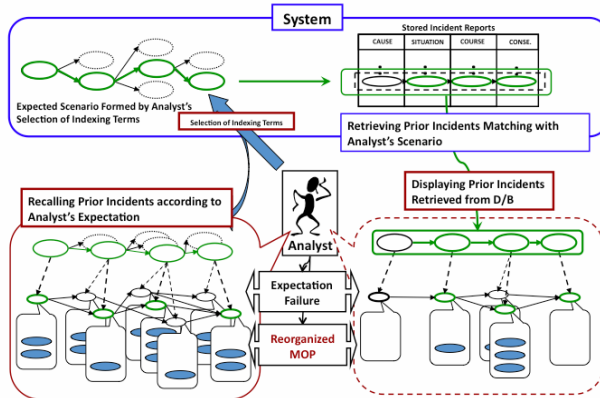 System
Stored Incident Reports
CAUSE SITUATION COURSE CONSE.
Expected Scenario Formed by Analyst's
Selection of Indexing Terms
Selection of Indexing Terms
Retrieving Prior Incidents Matching with
Analyst's Scenario
Recalling Prior Incidents according to
Analyst's Expectation
Displaying Prior Incidents
Retrieved from D/B
Analyst
Expectation
Failure
Reorganized
MOP